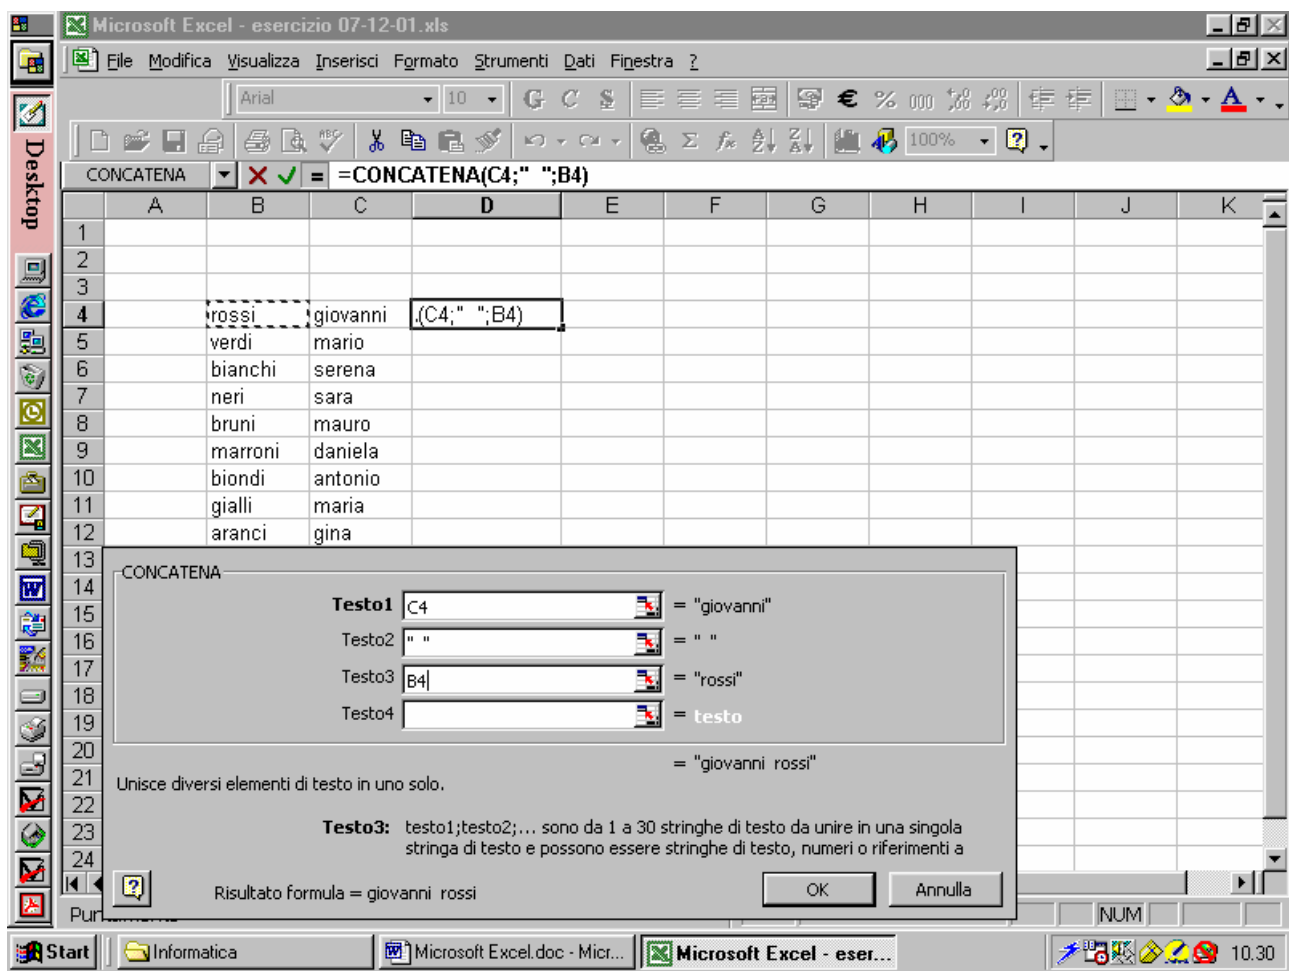 Microsoft Excel - esercizio 07-12-01.xls
File Modifica Visualizza Inserisci Formato Strumenti Dati Finestra ?
Arial 10 G C S € % 000
Desktop
100%
CONCATENA = =CONCATENA(C4;"  ";B4)
A B C D E F G H I J K
1
2
3
4 rossi giovanni .(C4;"  ";B4)
5 verdi mario
6 bianchi serena
7 neri sara
8 bruni mauro
9 marroni daniela
10 biondi antonio
11 gialli maria
12 aranci gina
13
CONCATENA
14
Testo1 C4 = "giovanni"
15
Testo2 "  " = "  "
16
17
Testo3 B4 = "rossi"
18
Testo4 = testo
19
20
= "giovanni  rossi"
21
Unisce diversi elementi di testo in uno solo.
22
23
Testo3: testo1;testo2;... sono da 1 a 30 stringhe di testo da unire in una singola
stringa di testo e possono essere stringhe di testo, numeri o riferimenti a
24
Risultato formula = giovanni  rossi
OK Annulla
NUM
Start Informatica Microsoft Excel.doc - Micr... Microsoft Excel - eser... 10.30